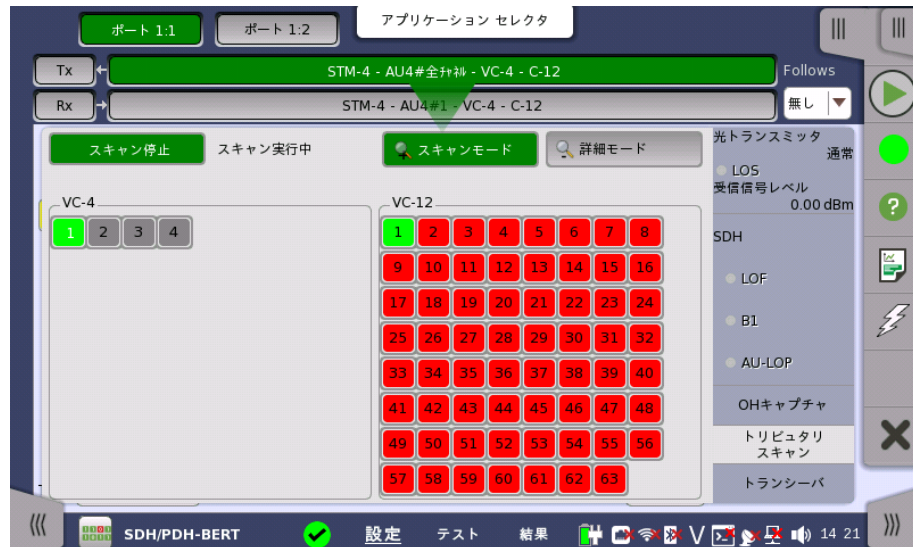 アプリケーション セレクタ
ポート 1:1 ポート 1:2
Tx STM-4 - AU4#全ﾁｬﾈﾙ - VC-4 - C-12 Follows
Rx STM-4 - AU4#1 - VC-4 - C-12 無し
スキャン停止 スキャン実行中 スキャンモード 詳細モード
光トランスミッタ
通常
LOS
受信信号レベル
0.00 dBm
SDH
LOF
B1
AU-LOP
OHキャプチャ
トリビュタリ
スキャン
トランシーバ
VC-4
1 2 3 4
VC-12
1 2 3 4 5 6 7 8
9 10 11 12 13 14 15 16
17 18 19 20 21 22 23 24
25 26 27 28 29 30 31 32
33 34 35 36 37 38 39 40
41 42 43 44 45 46 47 48
49 50 51 52 53 54 55 56
57 58 59 60 61 62 63
SDH/PDH-BERT 設定 テスト 結果 V 14 21